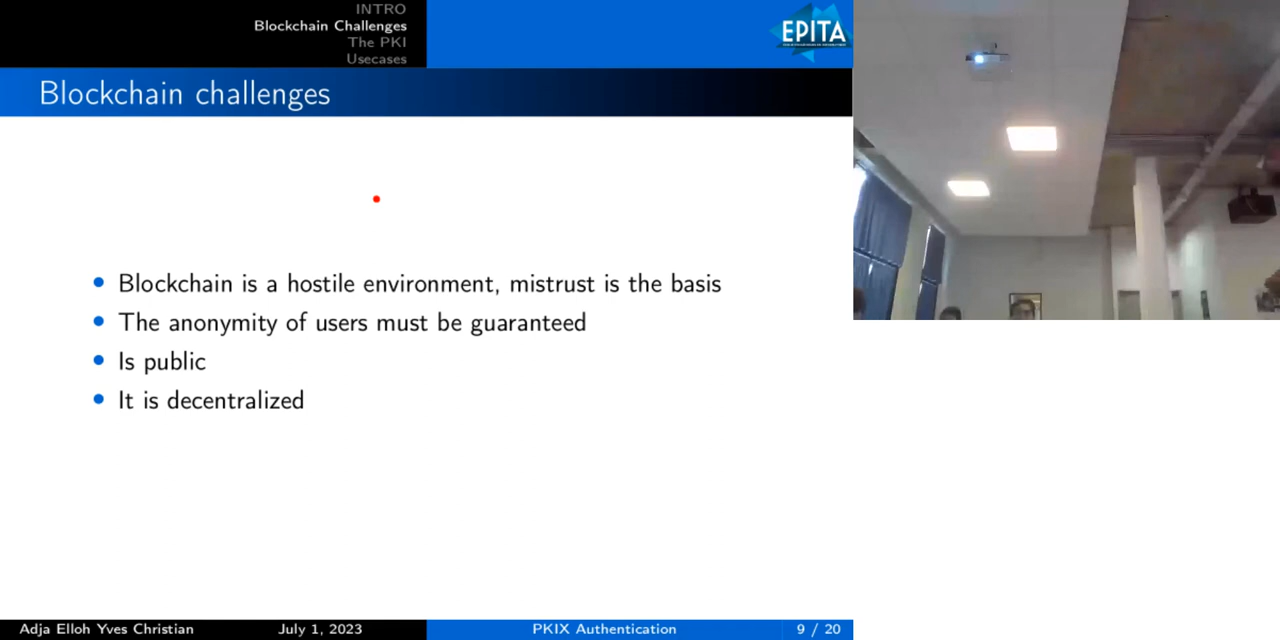 INTRO
Blockchain Challenges
The PKI
Usecases
EPITA
Blockchain challenges
Blockchain is a hostile environment, mistrust is the basis
The anonymity of users must be guaranteed
Is public
It is decentralized
Adja Elloh Yves Christian July 1, 2023 PKIX Authentication 9 / 20